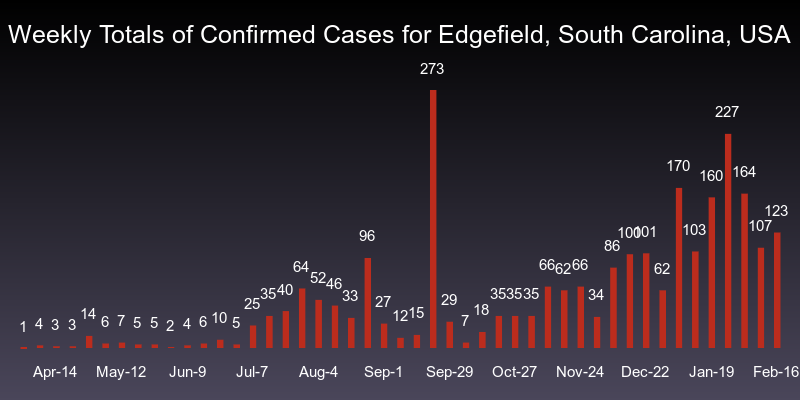 Weekly Totals of Confirmed Cases for Edgefield, South Carolina, USA
1 4 3 3 14 6 7 5 5 2 4 6 10 5 25 35 40 64 52 46 33 96 27 12 15 273 29 7 18 35 35 35 66 62 66 34 86 100 101 62 170 103 160 227 164 107 123
Apr-14 May-12 Jun-9 Jul-7 Aug-4 Sep-1 Sep-29 Oct-27 Nov-24 Dec-22 Jan-19 Feb-16